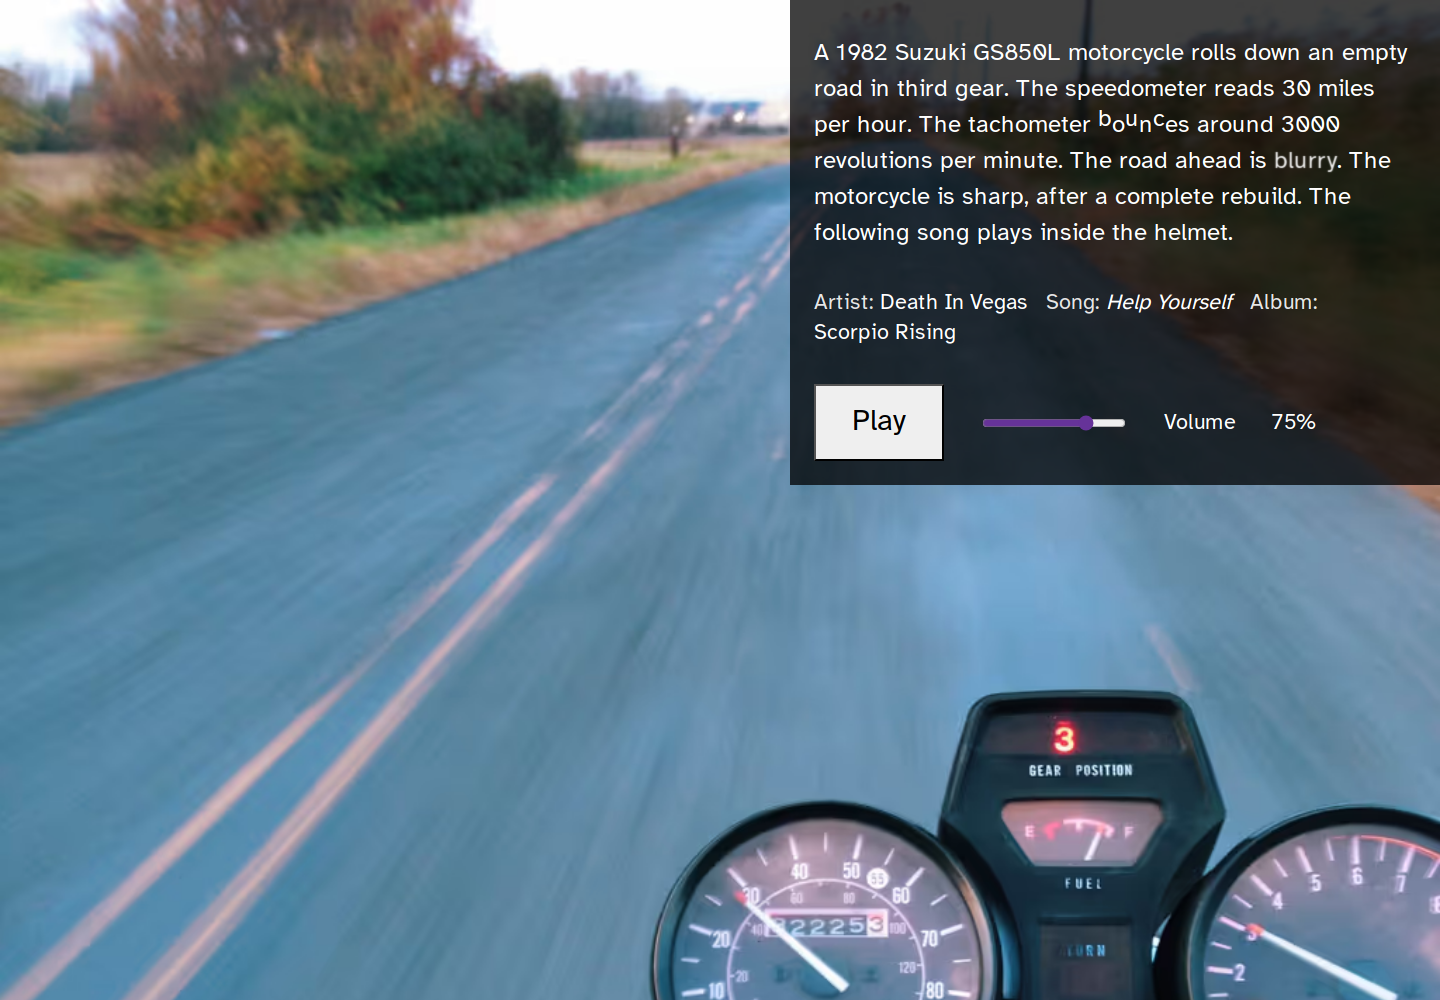 A 1982 Suzuki GS850L motorcycle rolls down an empty
road in third gear. The speedometer reads 30 miles
per hour. The tachometer bounces around 3000
revolutions per minute. The road ahead is blurry. The
motorcycle is sharp, after a complete rebuild. The
following song plays inside the helmet.
Artist: Death In Vegas Song: Help Yourself Album:
Scorpio Rising
Play Volume 75%
3
GEAR POSITION
E F
FUEL
TURN
10 20 30 40 50 55 60 70 80
20 40 60 80 100 120
22253
2 3 4 5 6 7 8